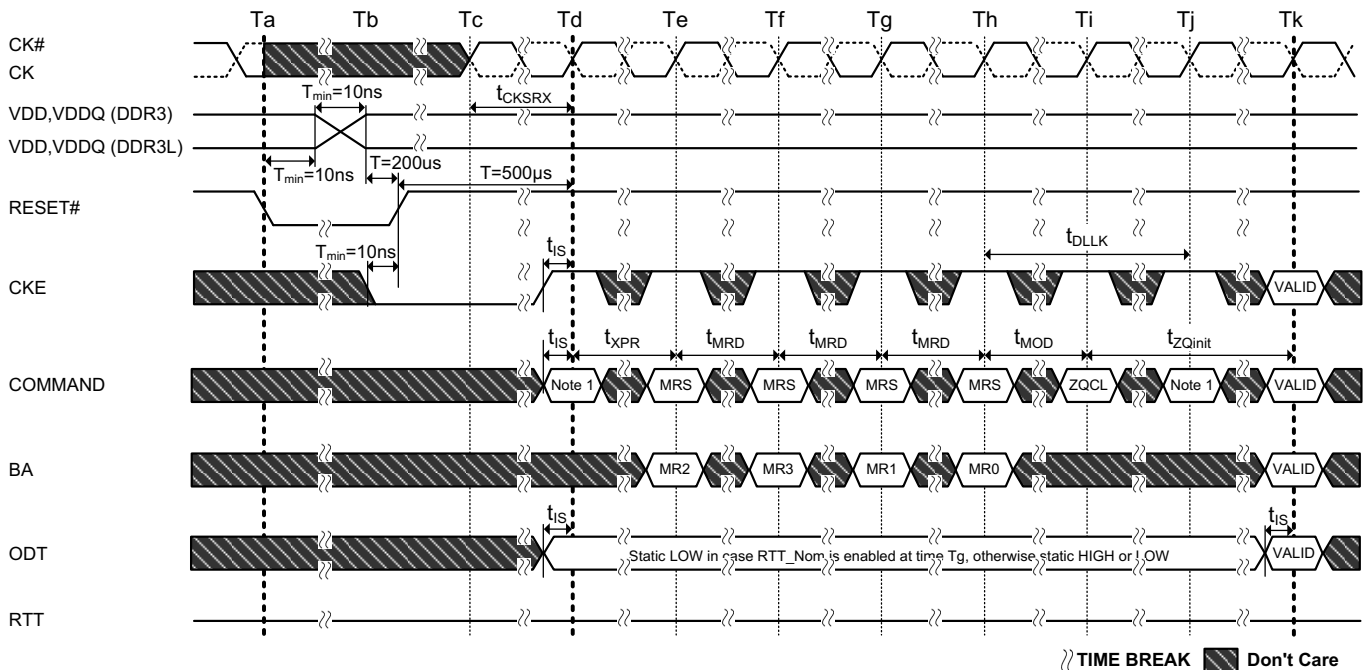 Ta Tb Tc Td Te Tf Tg Th Ti Tj Tk
CK#
CK
Tmin=10ns
tCKSRX
VDD,VDDQ (DDR3)
VDD,VDDQ (DDR3L)
Tmin=10ns
T=200us
T=500μs
RESET#
Tmin=10ns
tIS
tDLLK
CKE
VALID
tIS tXPR tMRD tMRD tMRD tMOD tZQinit
COMMAND
Note 1 MRS MRS MRS MRS ZQCL Note 1 VALID
BA
MR2 MR3 MR1 MR0 VALID
tIS tIS
ODT
Static LOW in case RTT_Nom is enabled at time Tg, otherwise static HIGH or LOW
VALID
RTT
TIME BREAK Don't Care